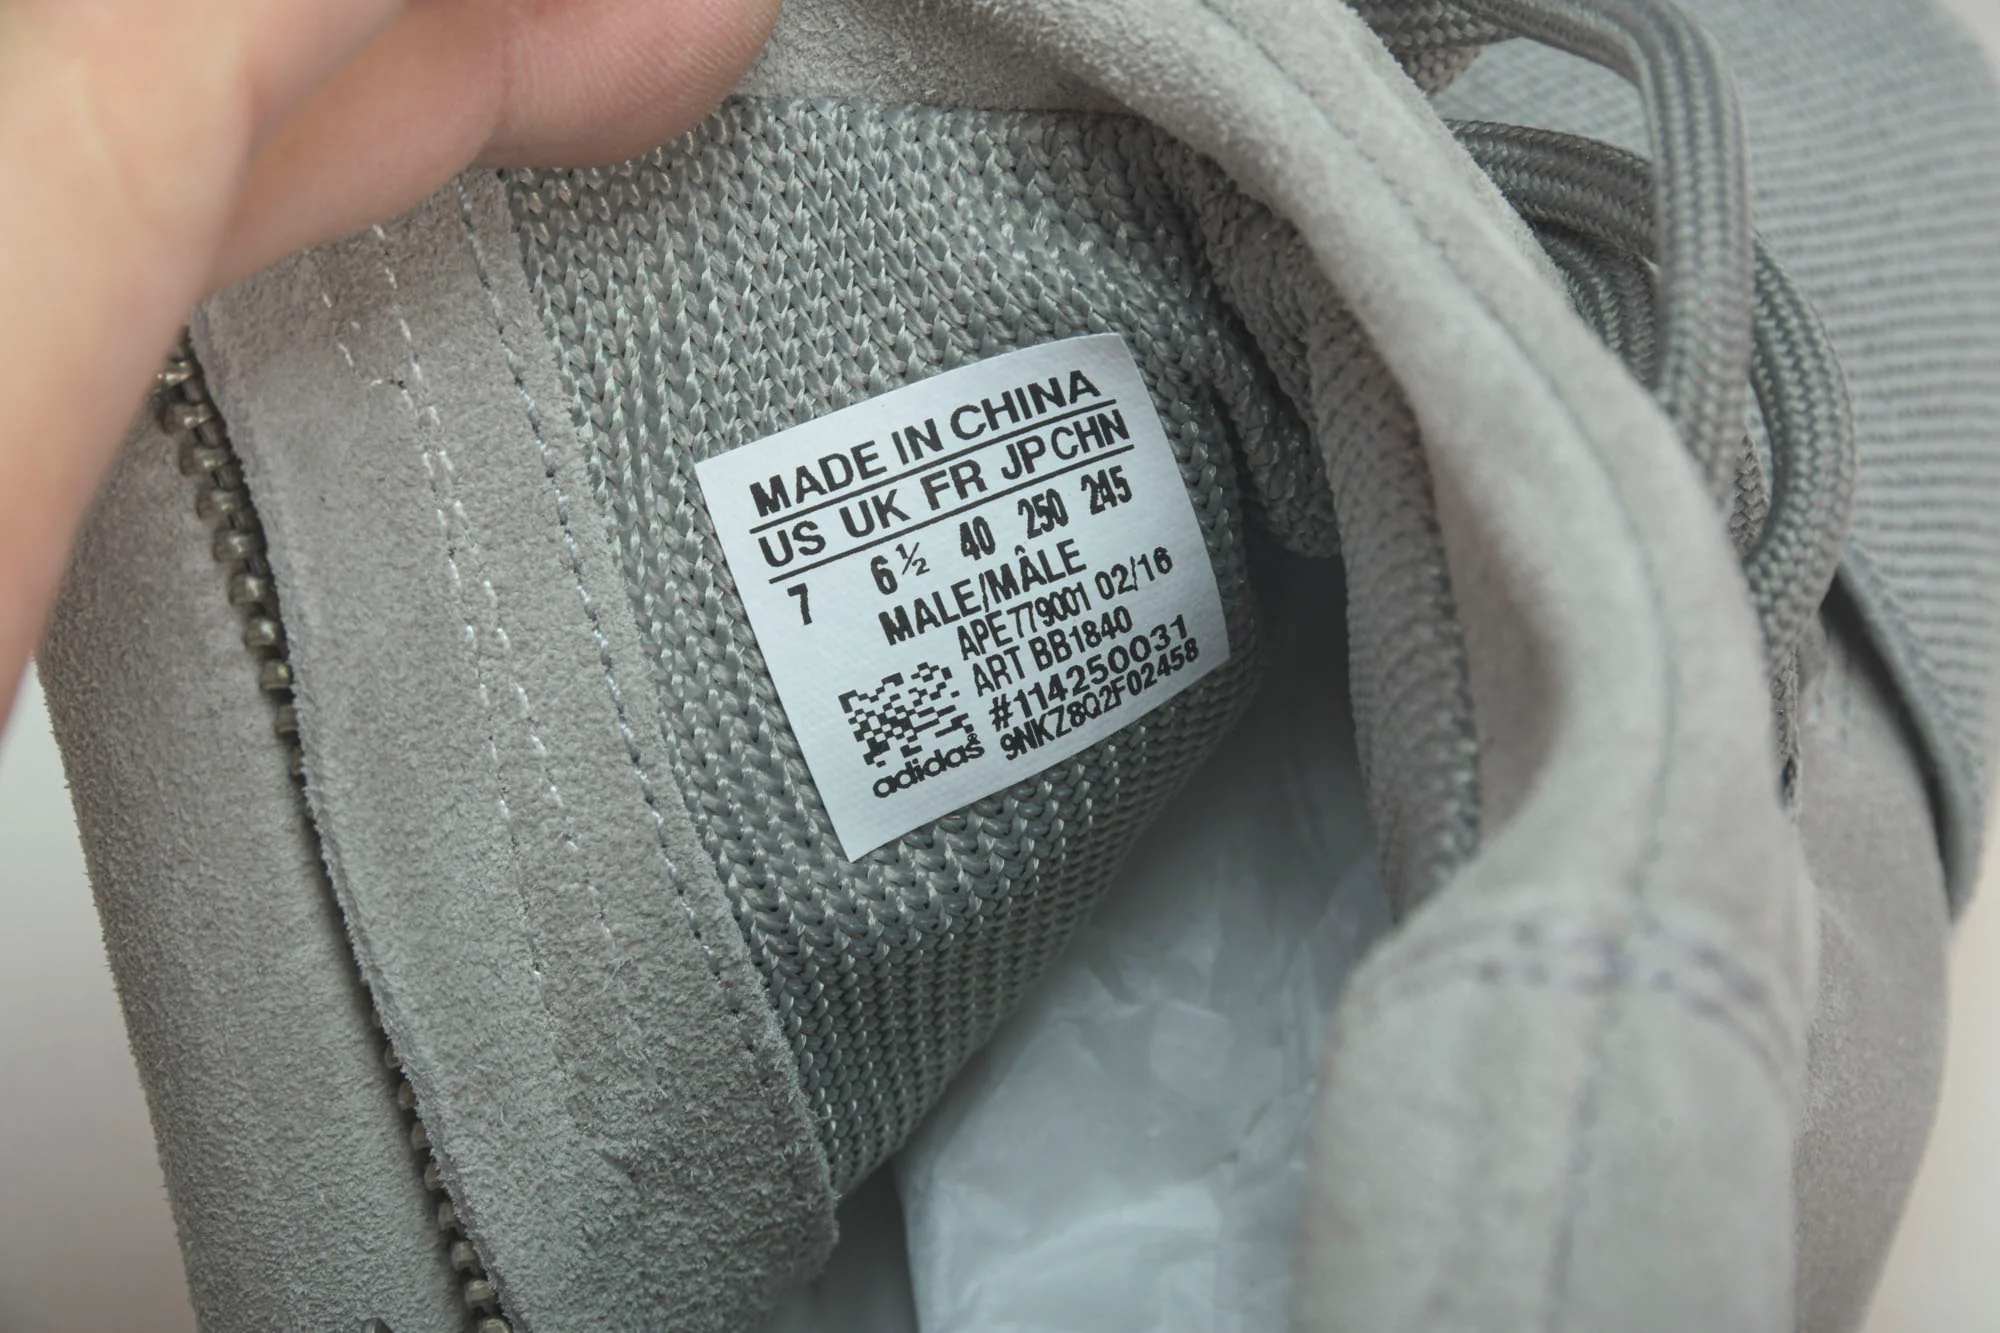 MADE IN CHINA
US UK FR JP CHN
7 6½ 40 250 245
MALE/MÂLE
APE 779001 02/16
ART BB1840
#114250031
9NKZ8Q2F02458
adidas®